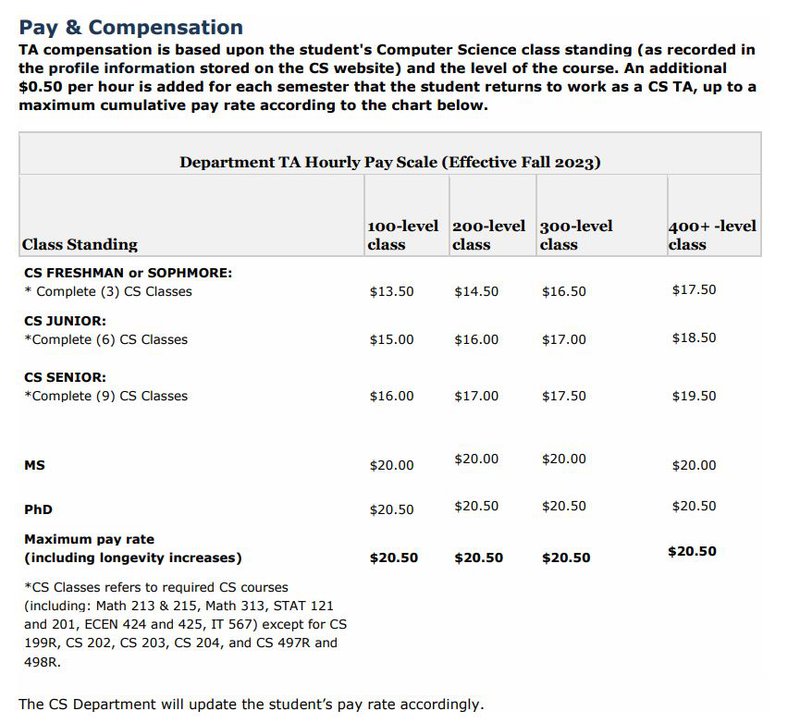 Pay & Compensation
TA compensation is based upon the student's Computer Science class standing (as recorded in
the profile information stored on the CS website) and the level of the course. An additional
$0.50 per hour is added for each semester that the student returns to work as a CS TA, up to a
maximum cumulative pay rate according to the chart below.
Department TA Hourly Pay Scale (Effective Fall 2023)
Class Standing 100-level class 200-level class 300-level class 400+ -level class
CS FRESHMAN or SOPHMORE:
* Complete (3) CS Classes $13.50 $14.50 $16.50 $17.50
CS JUNIOR:
*Complete (6) CS Classes $15.00 $16.00 $17.00 $18.50
CS SENIOR:
*Complete (9) CS Classes $16.00 $17.00 $17.50 $19.50
MS $20.00 $20.00 $20.00 $20.00
PhD $20.50 $20.50 $20.50 $20.50
Maximum pay rate
(including longevity increases) $20.50 $20.50 $20.50 $20.50
*CS Classes refers to required CS courses
(including: Math 213 & 215, Math 313, STAT 121
and 201, ECEN 424 and 425, IT 567) except for CS
199R, CS 202, CS 203, CS 204, and CS 497R and
498R.
The CS Department will update the student's pay rate accordingly.